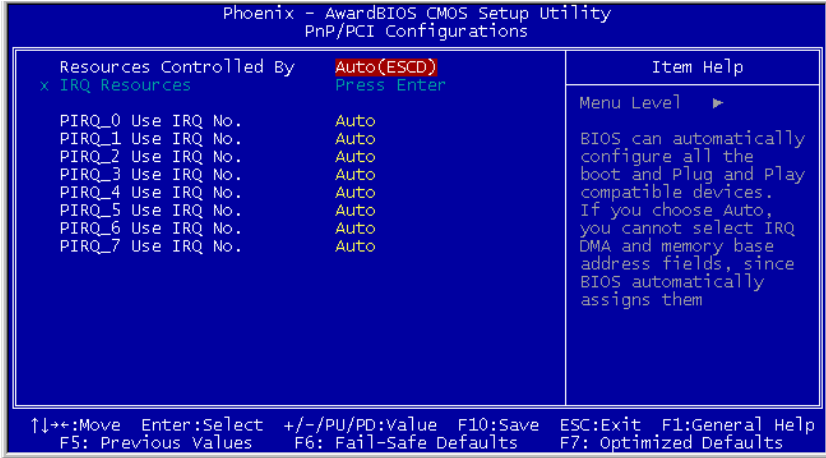 Phoenix - AwardBIOS CMOS Setup Utility
PnP/PCI Configurations
Resources Controlled By Auto(ESCD)
x IRQ Resources Press Enter
PIRQ_0 Use IRQ No. Auto
PIRQ_1 Use IRQ No. Auto
PIRQ_2 Use IRQ No. Auto
PIRQ_3 Use IRQ No. Auto
PIRQ_4 Use IRQ No. Auto
PIRQ_5 Use IRQ No. Auto
PIRQ_6 Use IRQ No. Auto
PIRQ_7 Use IRQ No. Auto
Item Help
Menu Level ►
BIOS can automatically
configure all the
boot and Plug and Play
compatible devices.
If you choose Auto,
you cannot select IRQ
DMA and memory base
address fields, since
BIOS automatically
assigns them
↑↓→←:Move Enter:Select +/-/PU/PD:Value F10:Save ESC:Exit F1:General Help
F5: Previous Values F6: Fail-Safe Defaults F7: Optimized Defaults